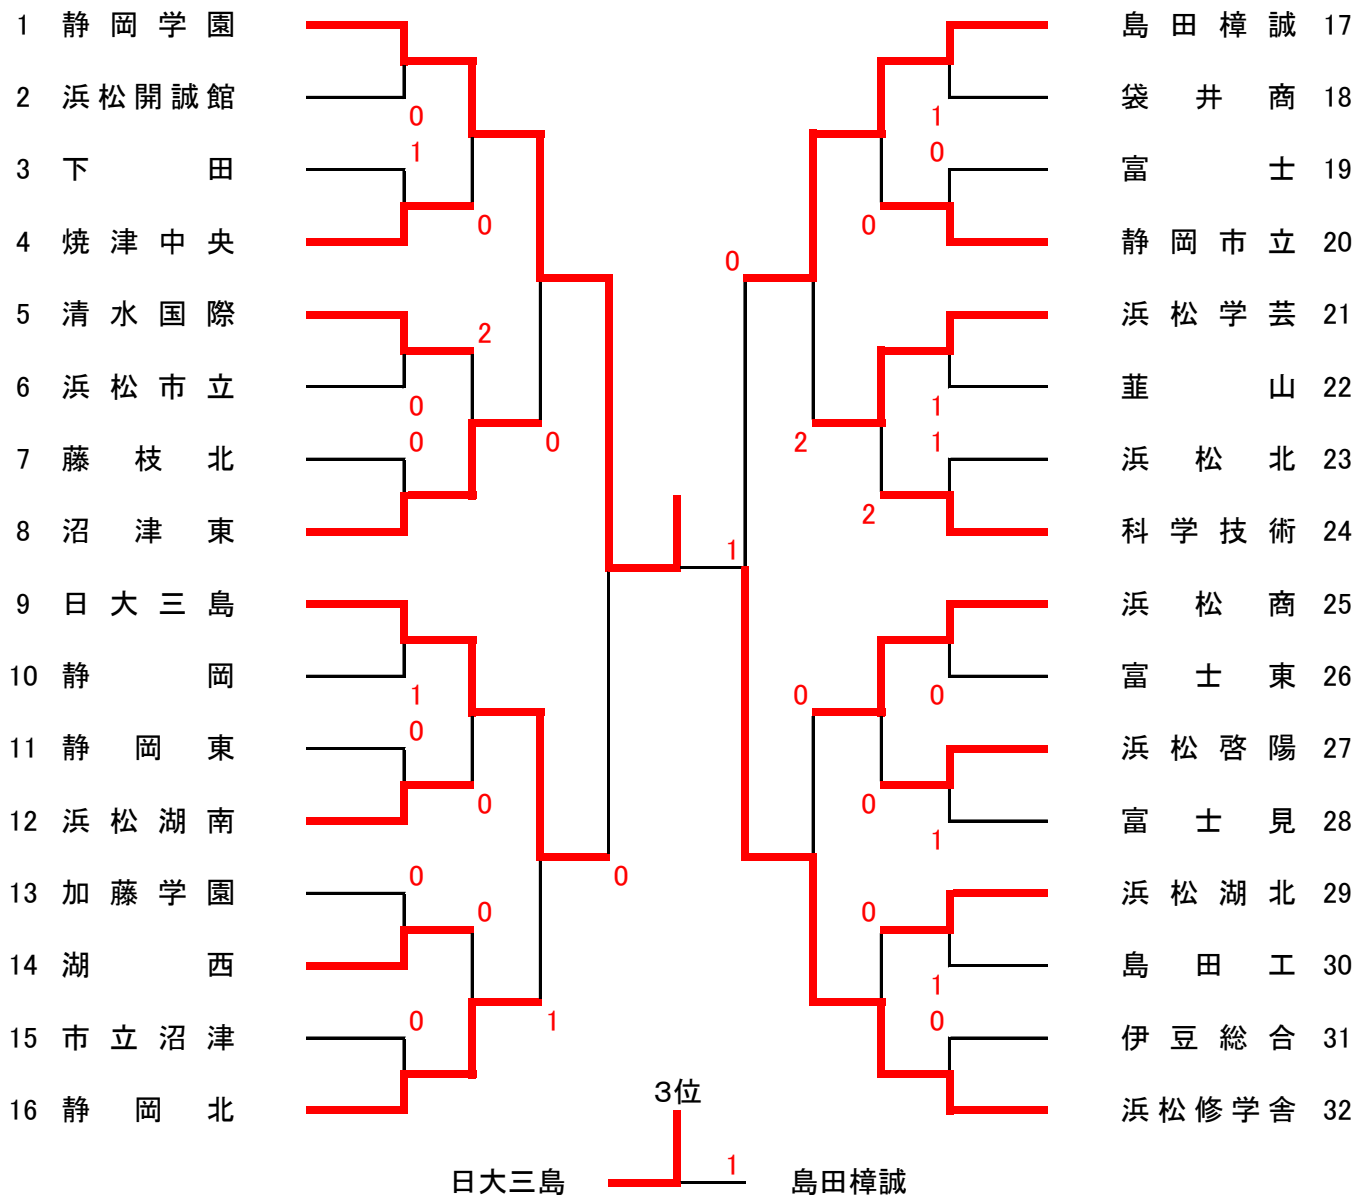 1 静岡学園
2 浜松開誠館
0
1
3 下田
0
4 焼津中央
5 清水国際
2
6 浜松市立
0
0
0
7 藤枝北
8 沼津東
9 日大三島
10 静岡
1
0
11 静岡東
0
12 浜松湖南
0
0
13 加藤学園
0
14 湖西
0
1
15 市立沼津
16 静岡北
島田樟誠 17
袋井商 18
1
0
富士 19
0
静岡市立 20
0
浜松学芸 21
韮山 22
1
1
2
浜松北 23
2
科学技術 24
1
浜松商 25
富士東 26
0
0
浜松啓陽 27
0
富士見 28
1
浜松湖北 29
0
島田工 30
1
0
伊豆総合 31
浜松修学舎 32
3位
日大三島 1 島田樟誠